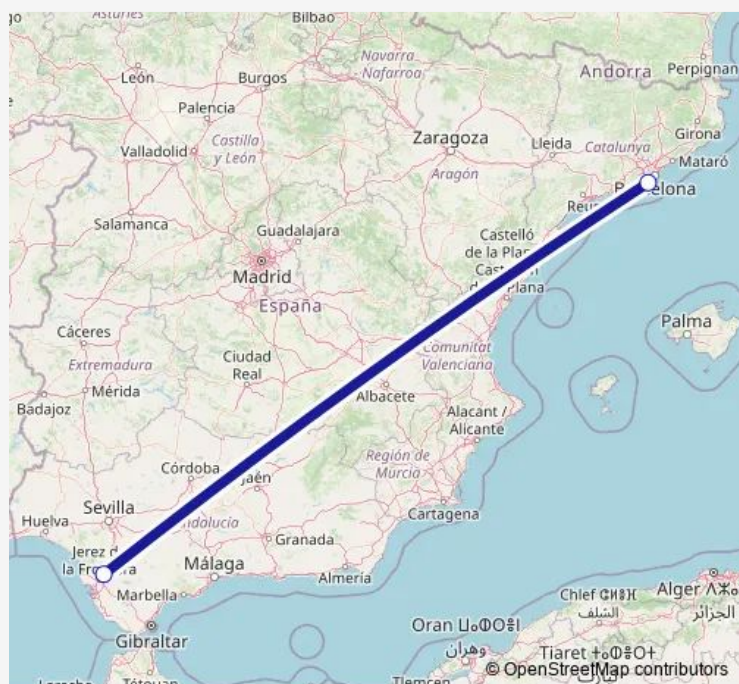 Asturies
Bilbao
León
Burgos
Navarra
Nafarroa
Andorra
Perpignan
Palencia
Girona
Valladolid
Castilla
y León
Zaragoza
Lleida
Catalunya
Mataró
Aragón
Salamanca
Guadalajara
Castelló
de la Plana
Madrid
España
Palma
Cáceres
Extremadura
Ciudad
Real
Comunitat
Valenciana
Mérida
Albacete
Badajoz
Alacant /
Alicante
Córdoba
Región de
Murcia
Sevilla
Cartagena
Huelva
Granada
Málaga
Almería
Marbella
Gibraltar
Oran
وهران
Chlef
الشلف
Alger
الجزائر
Tiaret
Tlemcen
© OpenStreetMap contributors